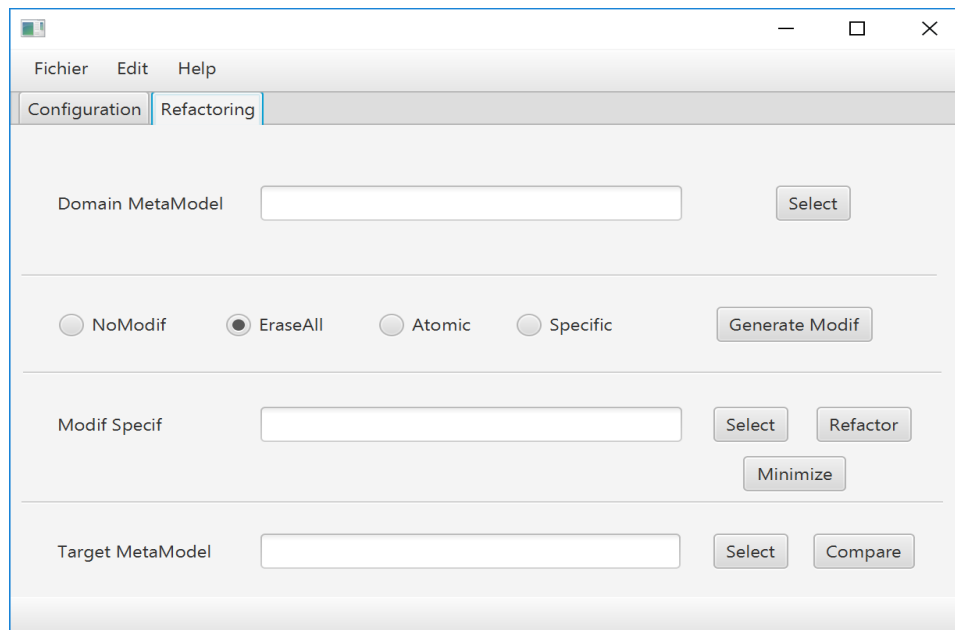 Fichier Edit Help
Configuration Refactoring
Domain MetaModel Select
NoModif EraseAll Atomic Specific Generate Modif
Modif Specif Select Refactor
Minimize
Target MetaModel Select Compare